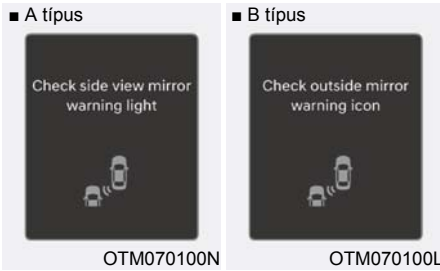 ■ A típus
Check side view mirror
warning light
OTM070100N
■ B típus
Check outside mirror
warning icon
OTM070100L